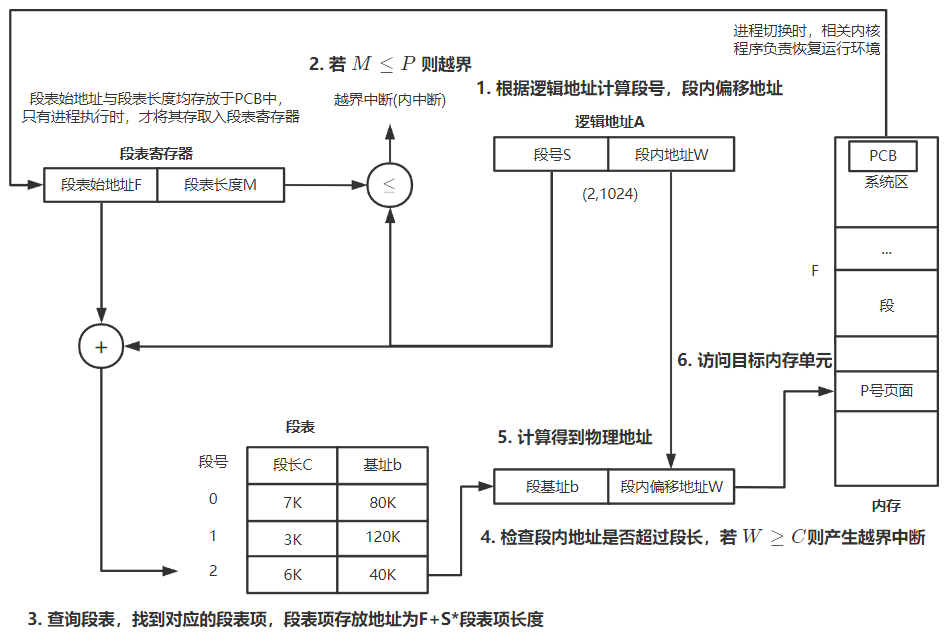 进程切换时，相关内核
程序负责恢复运行环境
2. 若 M ≤ P 则越界
1. 根据逻辑地址计算段号，段内偏移地址
段表始地址与段表长度均存放于PCB中，
只有进程执行时，才将其存取入段表寄存器
越界中断(内中断)
逻辑地址A
段表寄存器
段号S
段内地址W
PCB
系统区
段表始地址F
段表长度M
≤
(2,1024)
...
F
段
+
6. 访问目标内存单元
P号页面
段表
5. 计算得到物理地址
段号
段长C
基址b
段基址b
段内偏移地址W
0
7K
80K
内存
1
3K
120K
4. 检查段内地址是否超过段长，若 W ≥ C则产生越界中断
2
6K
40K
3. 查询段表，找到对应的段表项，段表项存放地址为F+S*段表项长度